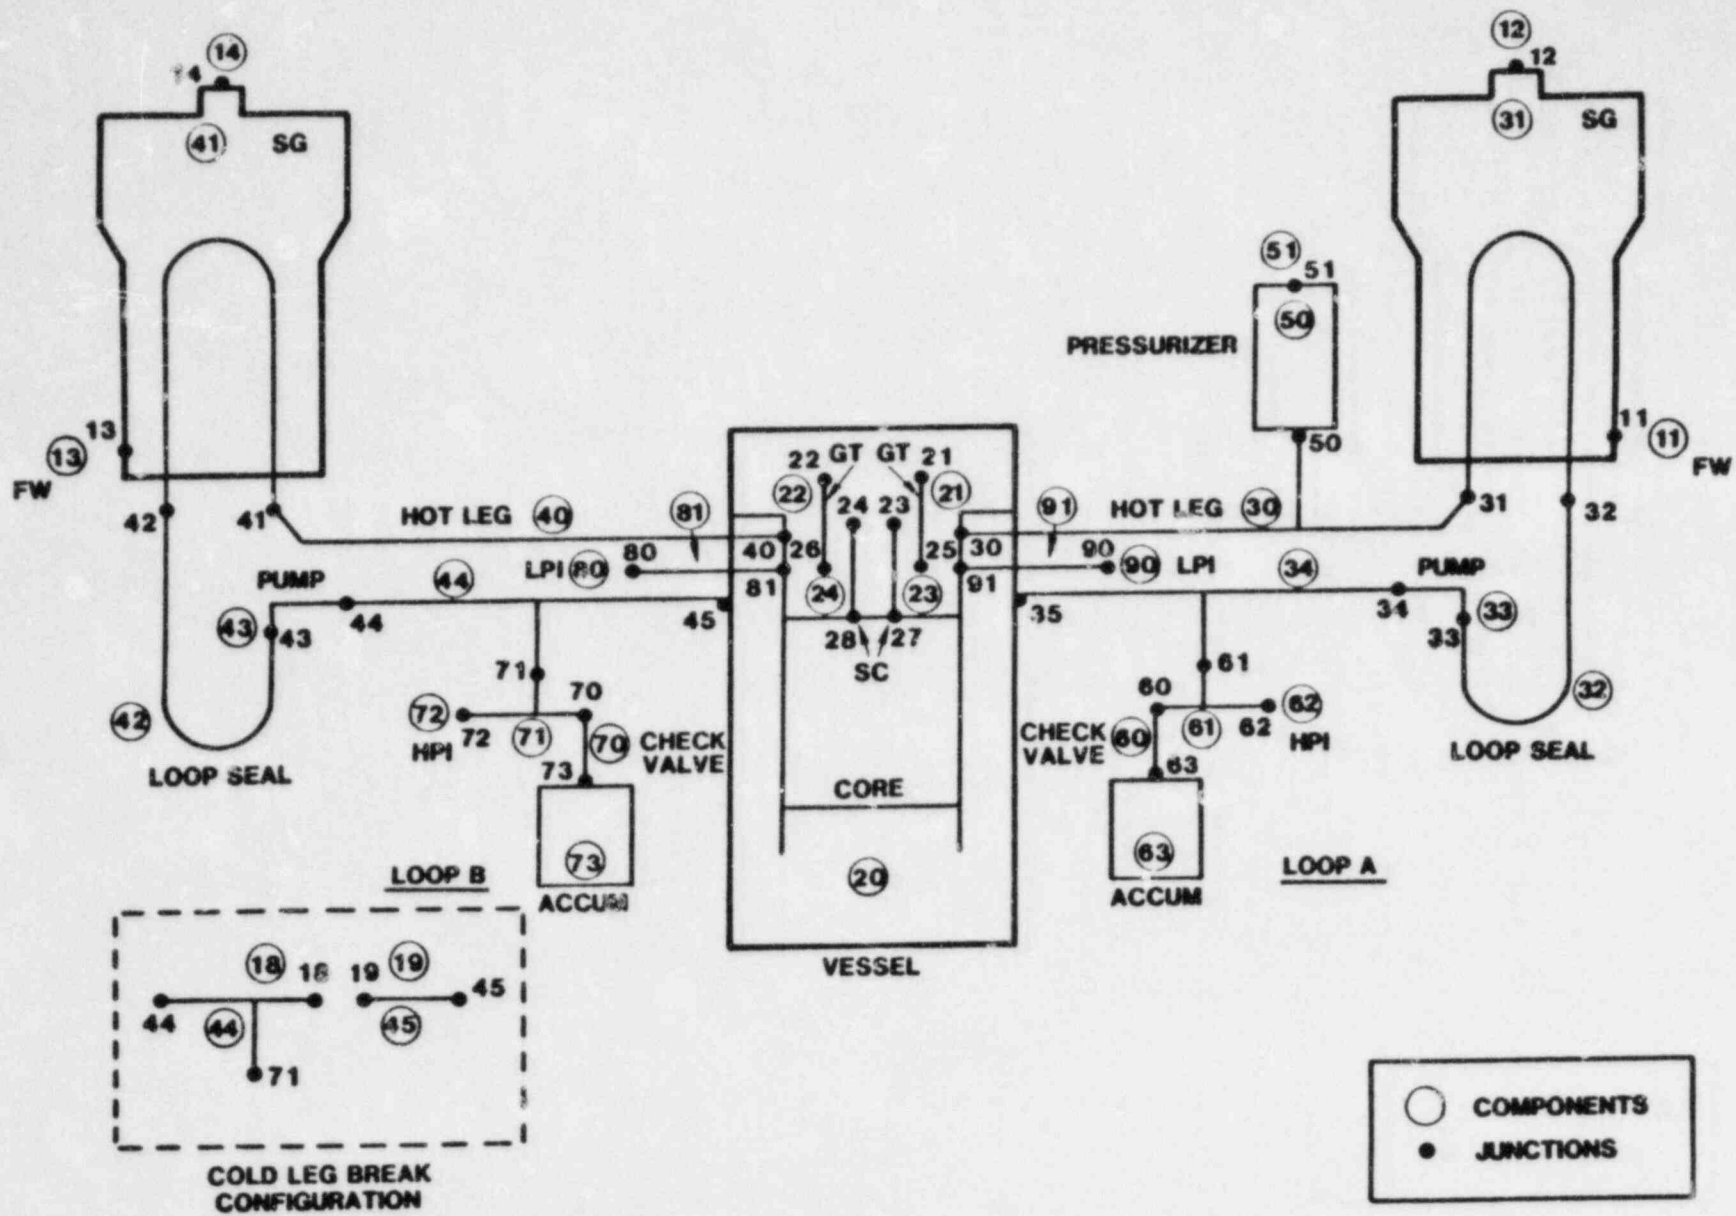 14
14
41
SG
12
12
31
SG
51
51
50
PRESSURIZER
50
13
13
FW
11
11
FW
42
41
HOT LEG 40
81
22 GT GT 21
22
24 23
21
91
HOT LEG 30
31
32
80
40 26
25 30
90
LPI 80
81
24
23
91
90 LPI
PUMP
44
34
PUMP
43
43
44
45
28 27
SC
35
34
33
33
71
61
42
72
72
HPI
71
70
70
73
CHECK
VALVE
CHECK
VALVE
60
60
61
62
62
HPI
63
32
LOOP SEAL
LOOP SEAL
CORE
73
ACCUM
20
63
ACCUM
LOOP B
LOOP A
VESSEL
18
18
19
19
45
44
44
45
71
COLD LEG BREAK
CONFIGURATION
COMPONENTS
JUNCTIONS